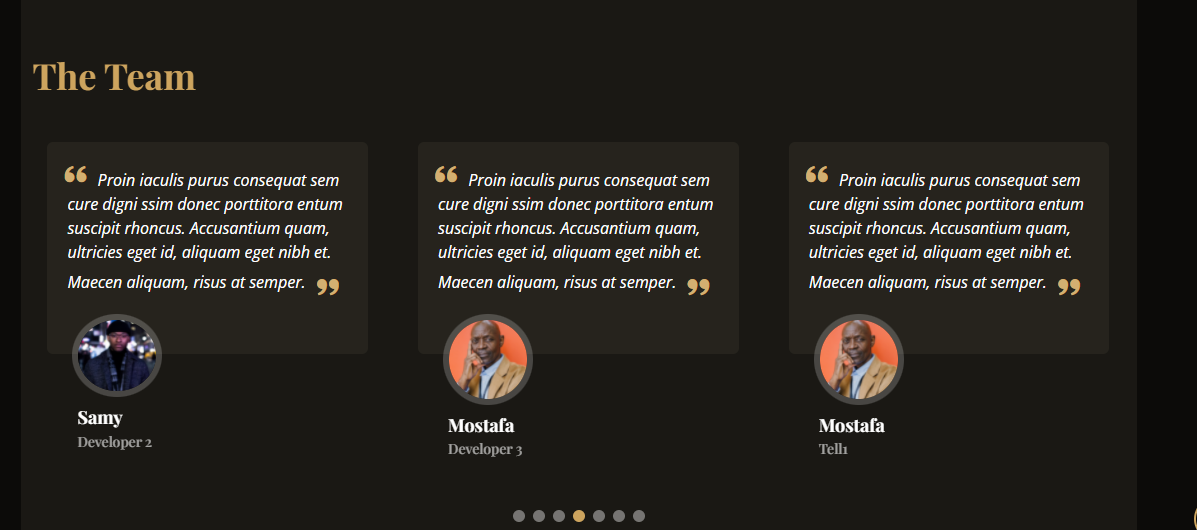 The Team
“ Proin iaculis purus consequat sem
cure digni ssim donec porttitora entum
suscipit rhoncus. Accusantium quam,
ultricies eget id, aliquam eget nibh et.
Maecen aliquam, risus at semper. ”
Samy
Developer 2
“ Proin iaculis purus consequat sem
cure digni ssim donec porttitora entum
suscipit rhoncus. Accusantium quam,
ultricies eget id, aliquam eget nibh et.
Maecen aliquam, risus at semper. ”
Mostafa
Developer 3
“ Proin iaculis purus consequat sem
cure digni ssim donec porttitora entum
suscipit rhoncus. Accusantium quam,
ultricies eget id, aliquam eget nibh et.
Maecen aliquam, risus at semper. ”
Mostafa
Tell1